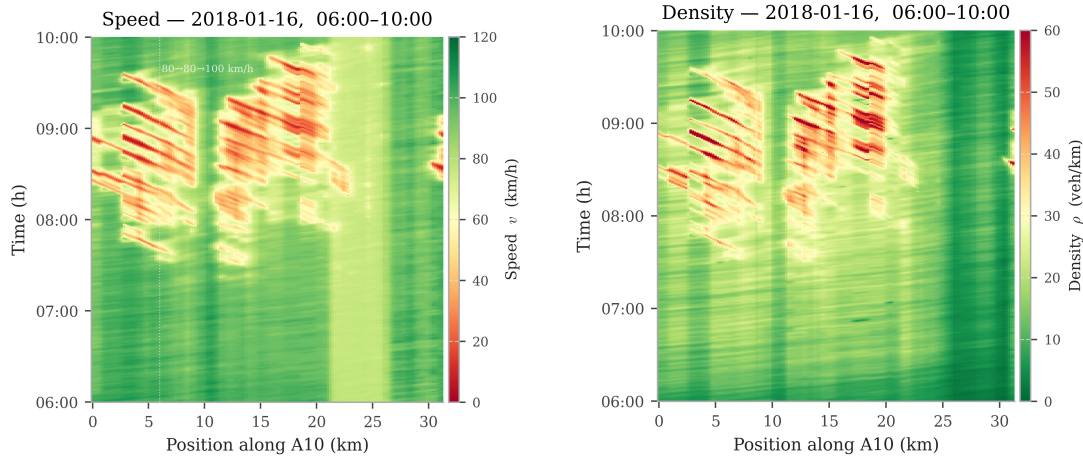 Speed — 2018-01-16,  06:00–10:00
10:00
09:00
08:00
07:00
06:00
Time (h)
80−80−100 km/h
0 5 10 15 20 25 30
Position along A10 (km)
120
100
80
60
40
20
0
Speed v (km/h)
Density — 2018-01-16,  06:00–10:00
10:00
09:00
08:00
07:00
06:00
Time (h)
0 5 10 15 20 25 30
Position along A10 (km)
60
50
40
30
20
10
0
Density ρ (veh/km)